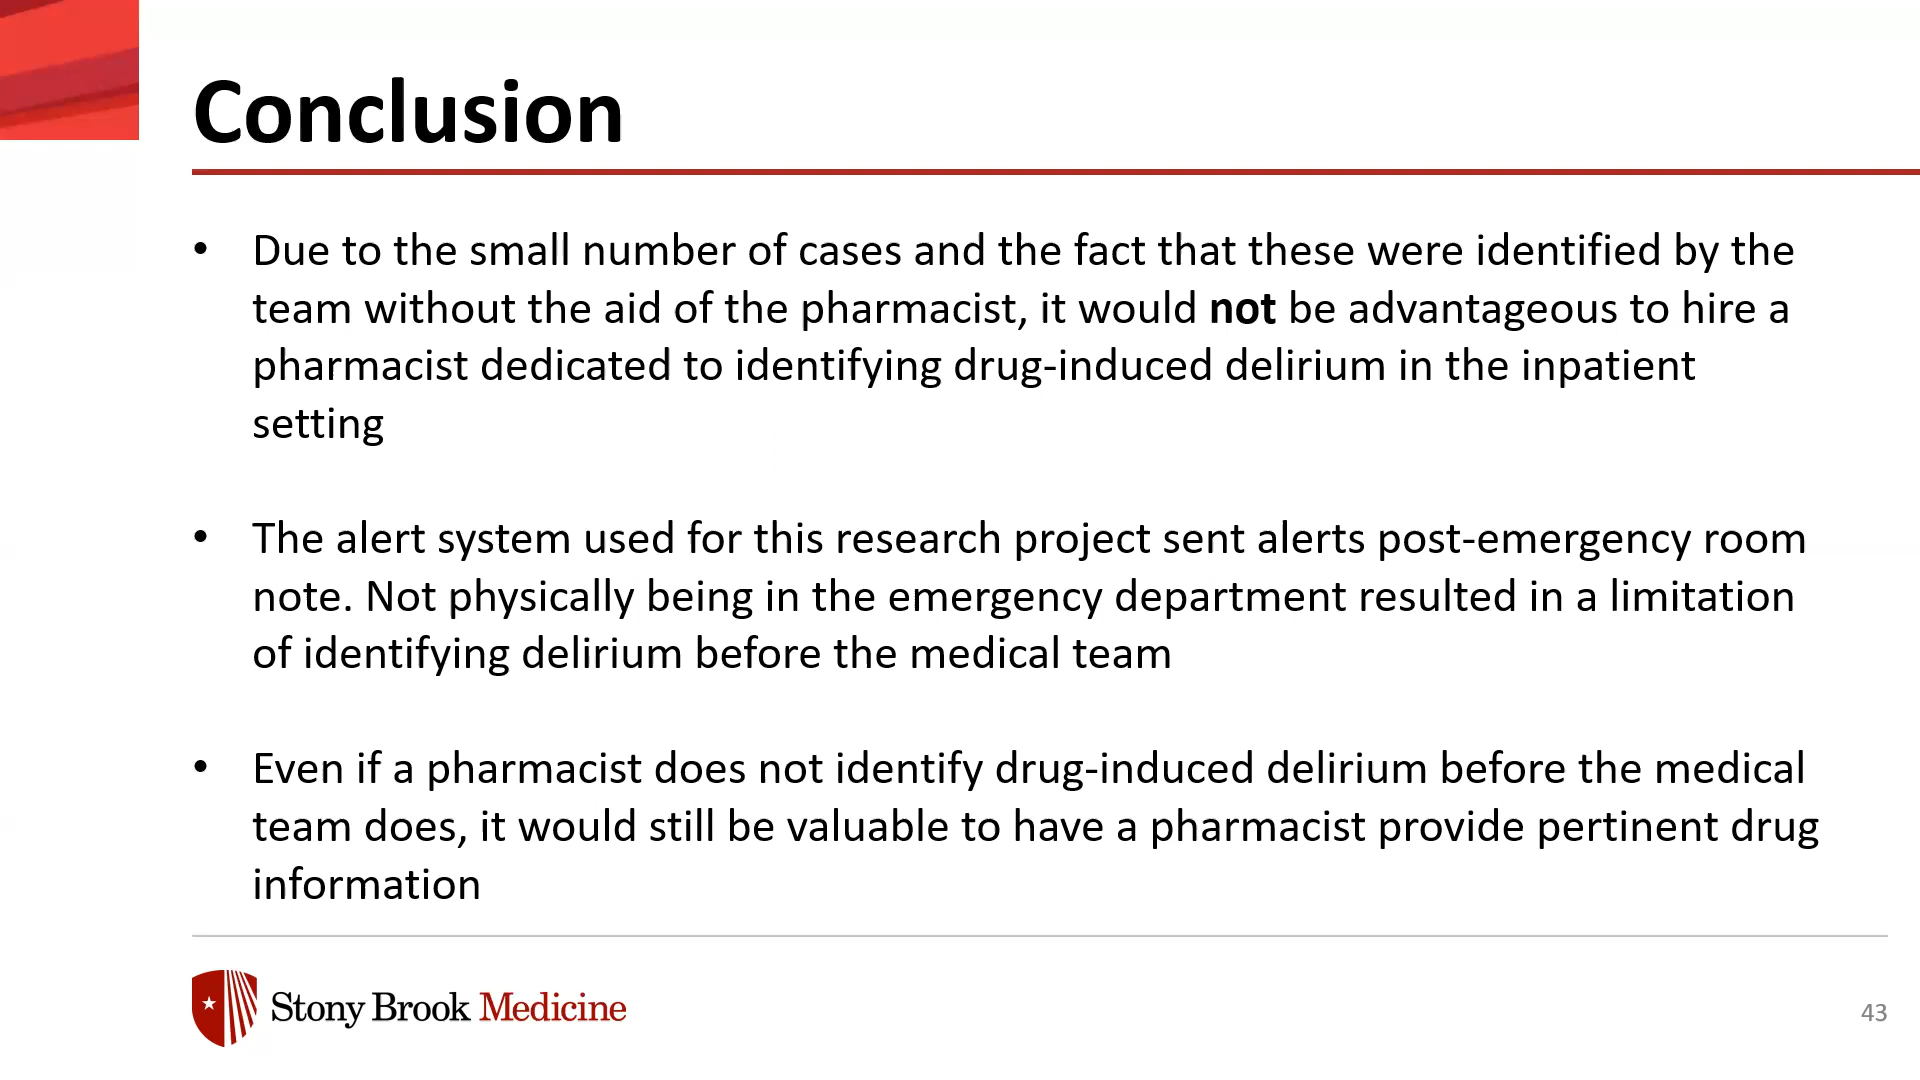 Conclusion
• Due to the small number of cases and the fact that these were identified by the
team without the aid of the pharmacist, it would not be advantageous to hire a
pharmacist dedicated to identifying drug-induced delirium in the inpatient
setting
• The alert system used for this research project sent alerts post-emergency room
note. Not physically being in the emergency department resulted in a limitation
of identifying delirium before the medical team
• Even if a pharmacist does not identify drug-induced delirium before the medical
team does, it would still be valuable to have a pharmacist provide pertinent drug
information
Stony Brook Medicine
43